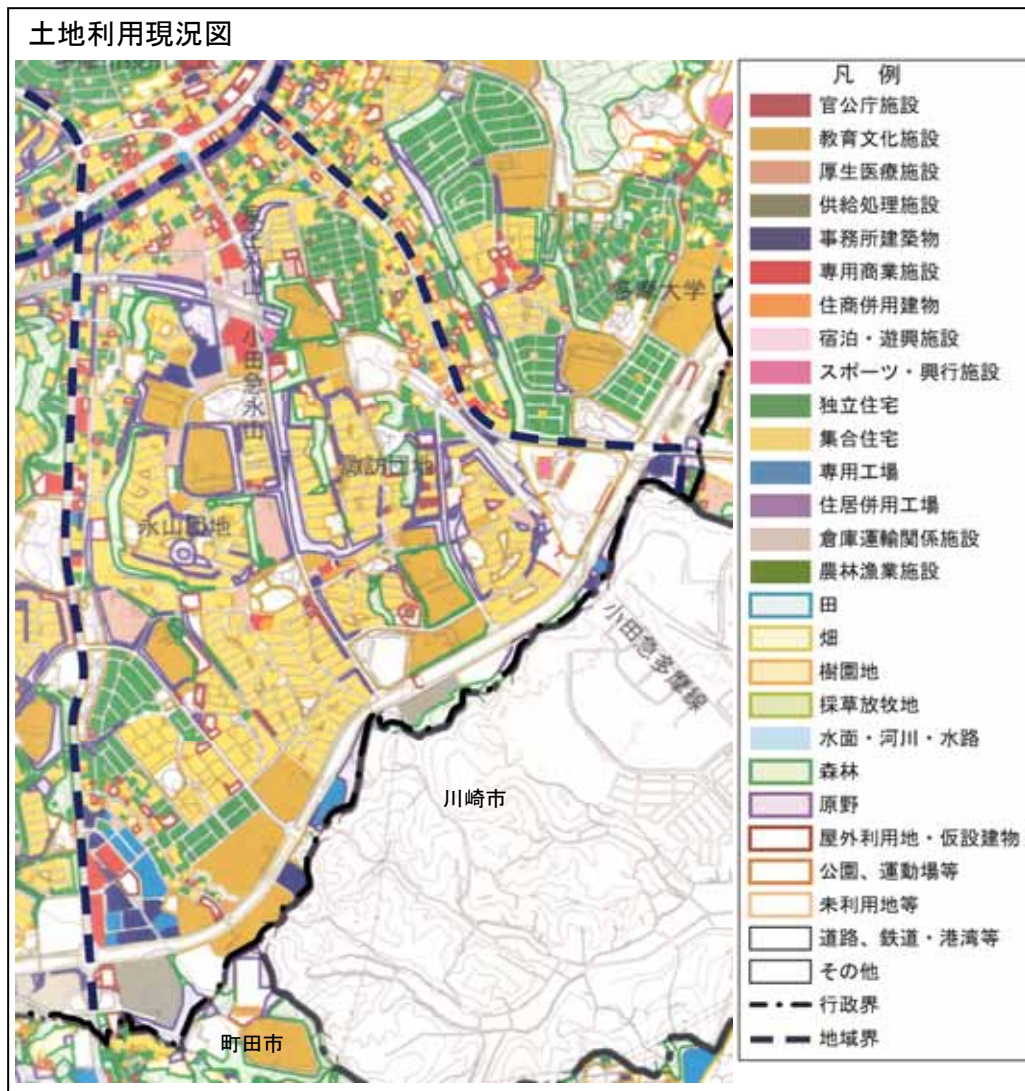 土地利用現況図
凡 例
官公庁施設
教育文化施設
厚生医療施設
供給処理施設
事務所建築物
専用商業施設
住商併用建物
宿泊・遊興施設
スポーツ・興行施設
独立住宅
集合住宅
専用工場
住居併用工場
倉庫運輸関係施設
農林漁業施設
田
畑
樹園地
採草放牧地
水面・河川・水路
森林
原野
屋外利用地・仮設建物
公園、運動場等
未利用地等
道路、鉄道・港湾等
その他
行政界
地域界
多摩大学
小田急永山
諏訪団地
永山団地
小田急多摩線
川崎市
町田市